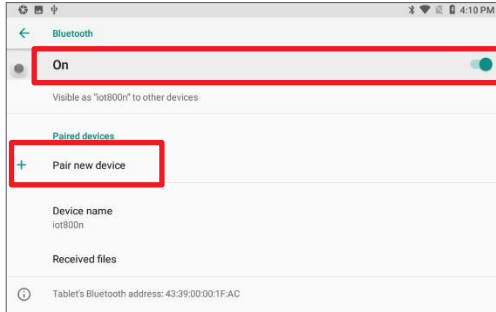 4:10 PM
Bluetooth
On
Visible as "iot800n" to other devices
Paired devices
Pair new device
Device name
iot800n
Received files
Tablet's Bluetooth address: 43:39:00:00:1F:AC